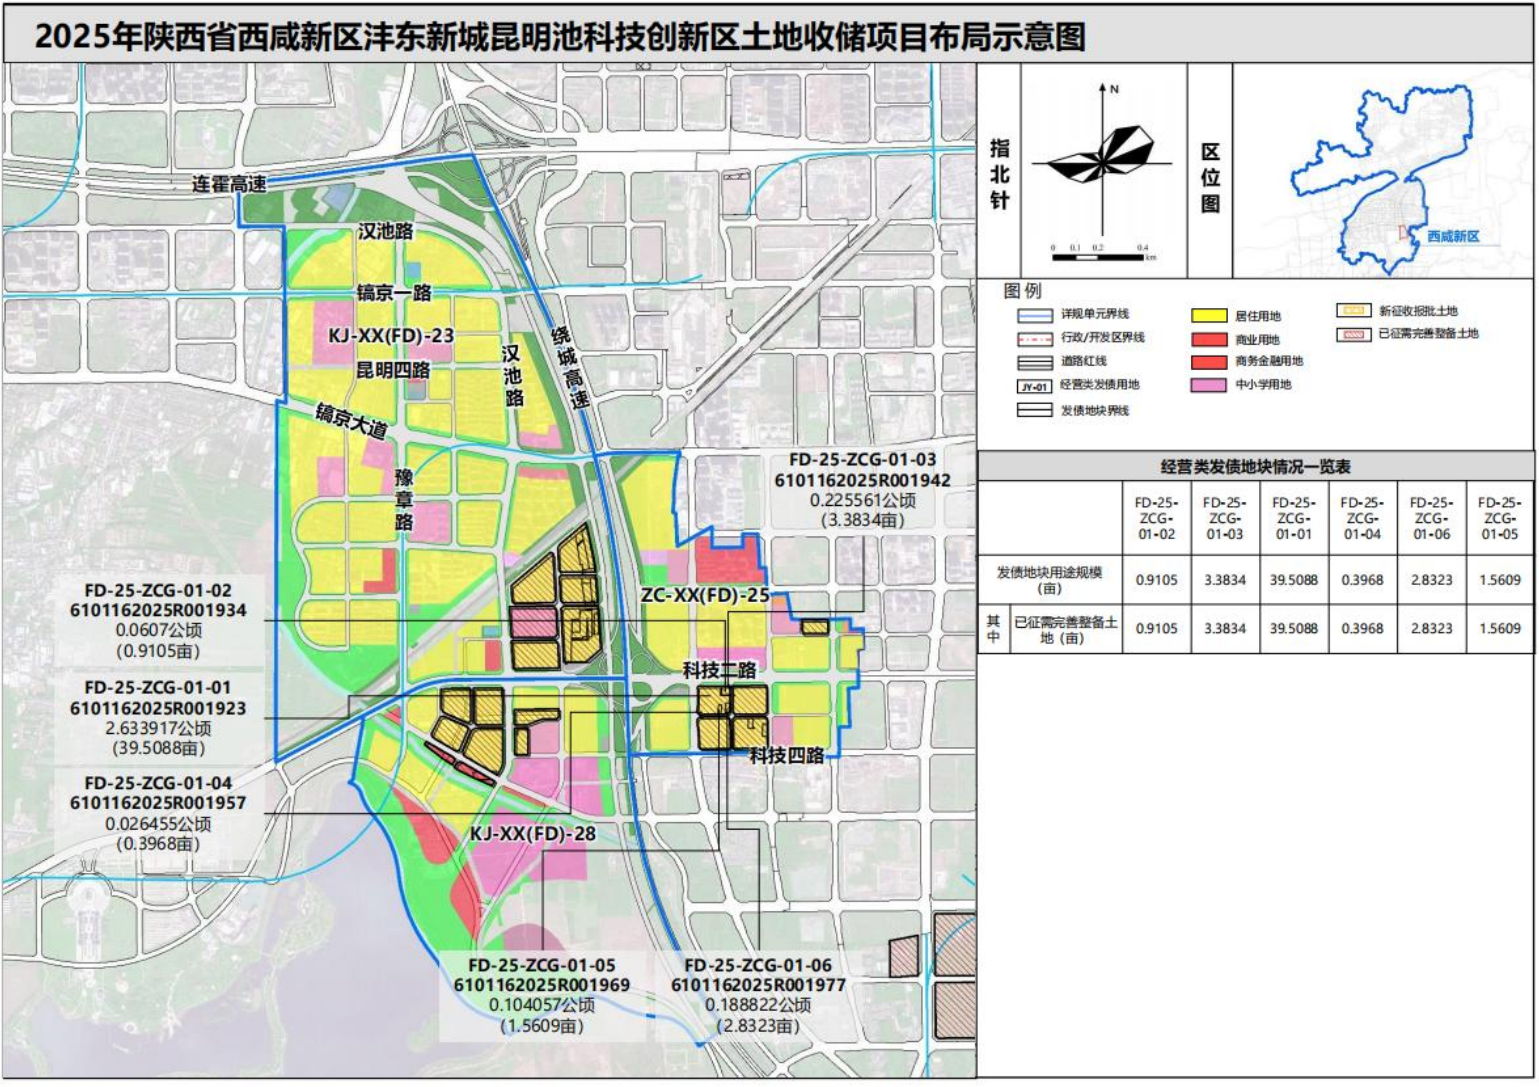 2025年陕西省西咸新区沣东新城昆明池科技创新区土地收储项目布局示意图
连霍高速
汉池路
镐京一路
KJ-XX(FD)-23
昆明四路
汉池路
绕城高速
镐京大道
豫章路
FD-25-ZCG-01-03
6101162025R001942
0.225561公顷
(3.3834亩)
ZC-XX(FD)-25
FD-25-ZCG-01-02
6101162025R001934
0.0607公顷
(0.9105亩)
科技二路
FD-25-ZCG-01-01
6101162025R001923
2.633917公顷
(39.5088亩)
科技四路
FD-25-ZCG-01-04
6101162025R001957
0.026455公顷
(0.3968亩)
KJ-XX(FD)-28
FD-25-ZCG-01-05
6101162025R001969
0.104057公顷
(1.5609亩)
FD-25-ZCG-01-06
6101162025R001977
0.188822公顷
(2.8323亩)
指北针
N
0 0.1 0.2 0.4
km
区位图
西咸新区
图例
详规单元界线
行政/开发区界线
道路红线
JY-01 经营类发债用地
发债地块界线
居住用地
商业用地
商务金融用地
中小学用地
新征收报批土地
已征需完善整备土地
经营类发债地块情况一览表
FD-25-ZCG-01-02 FD-25-ZCG-01-03 FD-25-ZCG-01-01 FD-25-ZCG-01-04 FD-25-ZCG-01-06 FD-25-ZCG-01-05
发债地块用途规模(亩) 0.9105 3.3834 39.5088 0.3968 2.8323 1.5609
其中 已征需完善整备土地(亩) 0.9105 3.3834 39.5088 0.3968 2.8323 1.5609